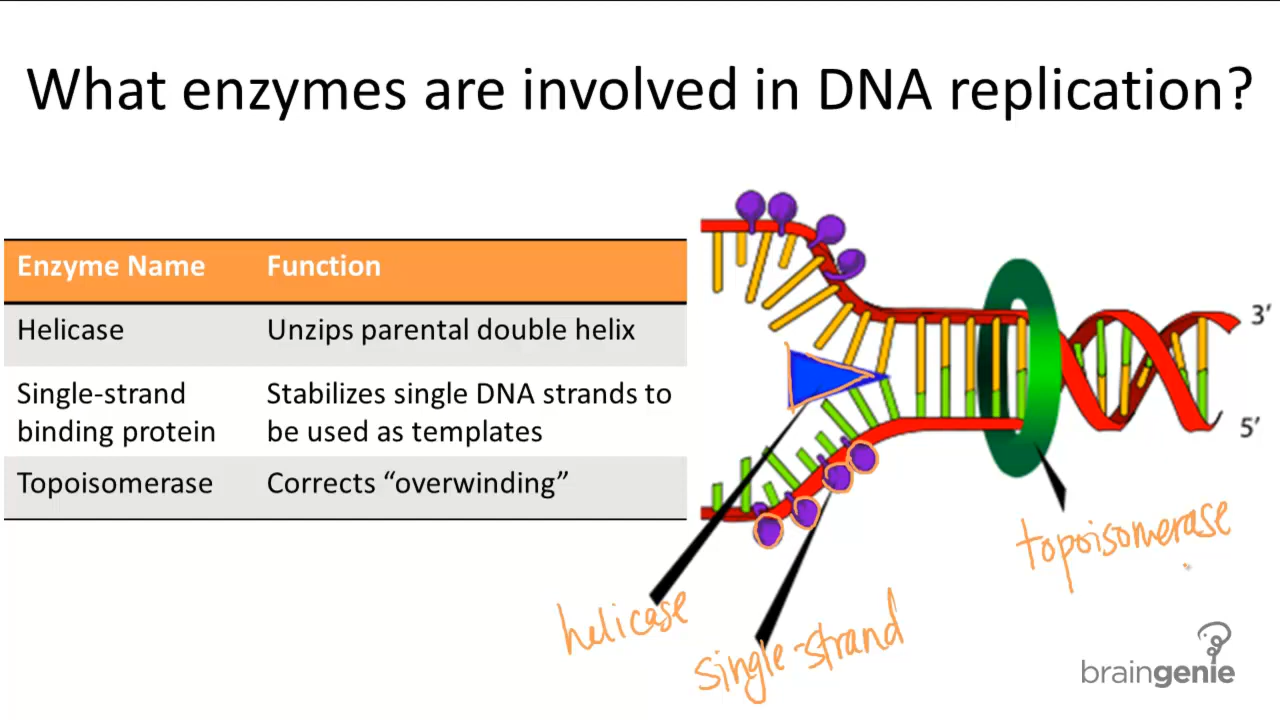 What enzymes are involved in DNA replication?
Enzyme Name Function
Helicase Unzips parental double helix
Single-strand Stabilizes single DNA strands to
binding protein be used as templates
Topoisomerase Corrects “overwinding”
3′
5′
topoisomerase
helicase
single-strand
braingenie